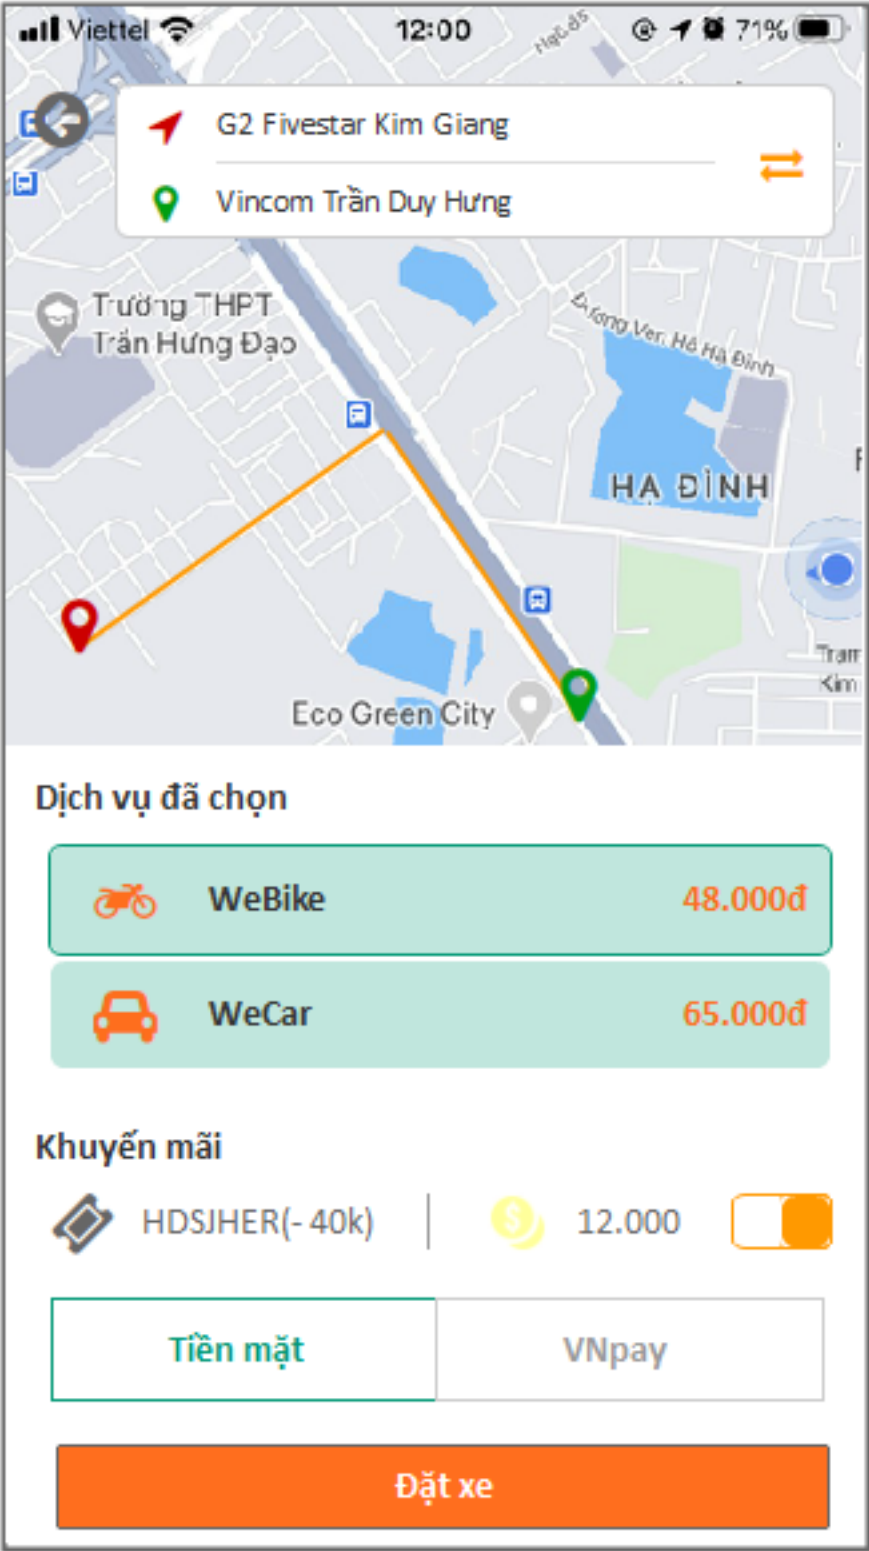 Viettel 12:00 71%
G2 Fivestar Kim Giang
Vincom Trần Duy Hưng
Trường THPT
Trần Hưng Đạo
HẠ ĐÌNH
Kim
Eco Green City
Dịch vụ đã chọn
WeBike 48.000đ
WeCar 65.000đ
Khuyến mãi
HDSJHER(- 40k) 12.000
Tiền mặt VNpay
Đặt xe